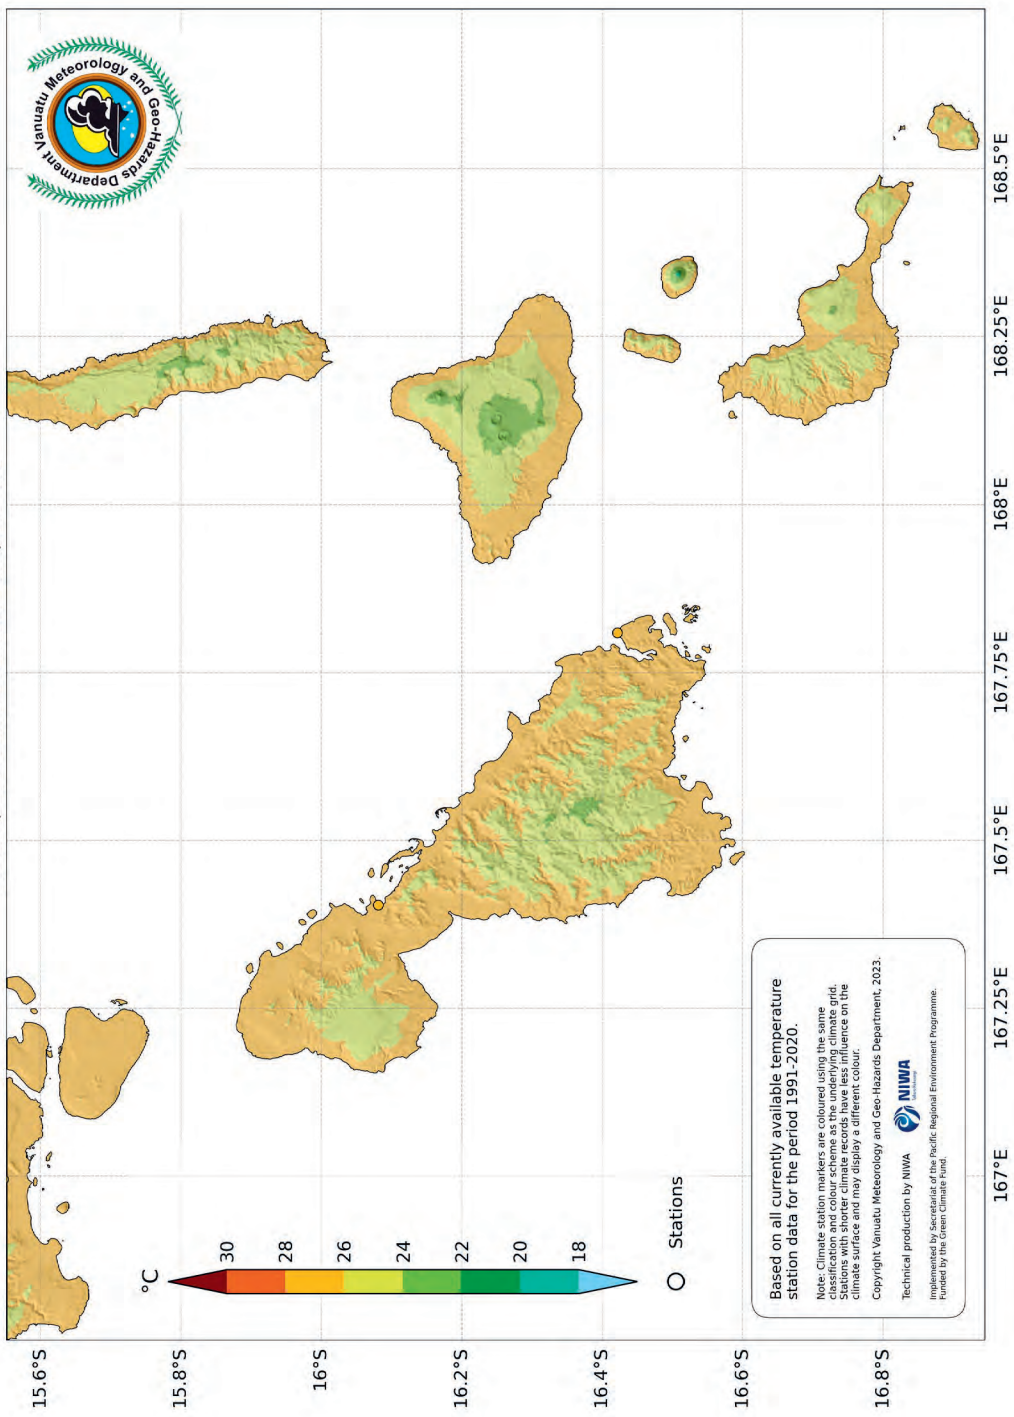 Vanuatu Meteorology and Geo-Hazards Department
°C
30
28
26
24
22
20
18
Stations
Based on all currently available temperature
station data for the period 1991-2020.
Note: Climate station markers are coloured using the same
classification and colour scheme as the underlying climate grid.
Stations with shorter climate records have less influence on the
climate surface and may display a different colour.
Copyright Vanuatu Meteorology and Geo-Hazards Department, 2023.
Technical production by NIWA
NIWA
Implemented by Secretariat of the Pacific Regional Environment Programme.
Funded by the Green Climate Fund.
15.6°S
15.8°S
16°S
16.2°S
16.4°S
16.6°S
16.8°S
167°E
167.25°E
167.5°E
167.75°E
168°E
168.25°E
168.5°E